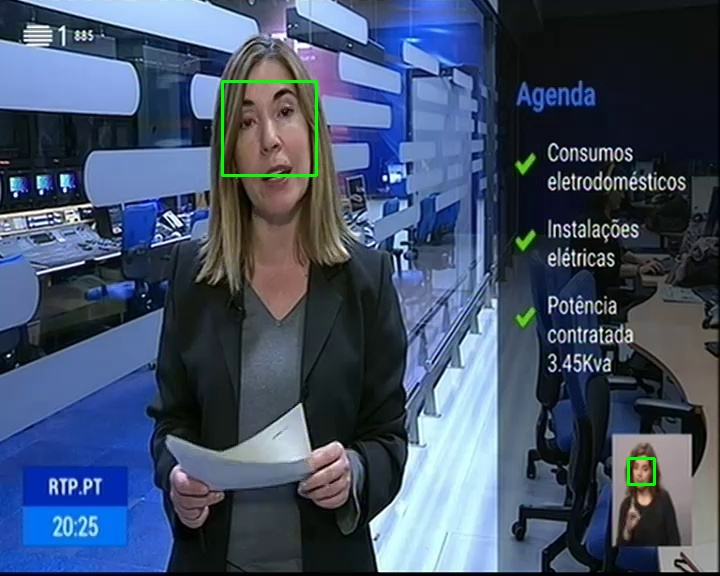 1 885
Agenda
Consumos
eletrodomésticos
Instalações
elétricas
Potência
contratada
3.45Kva
RTP.PT
20:25